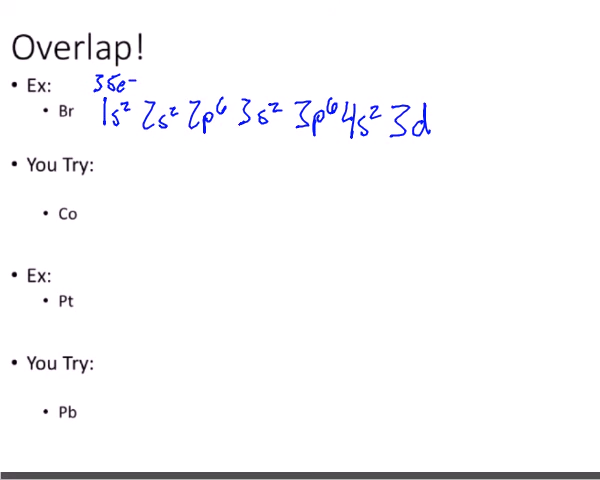 Overlap!
• Ex: 35e⁻
• Br 1s² 2s² 2p⁶ 3s² 3p⁶ 4s² 3d
• You Try:
• Co
• Ex:
• Pt
• You Try:
• Pb